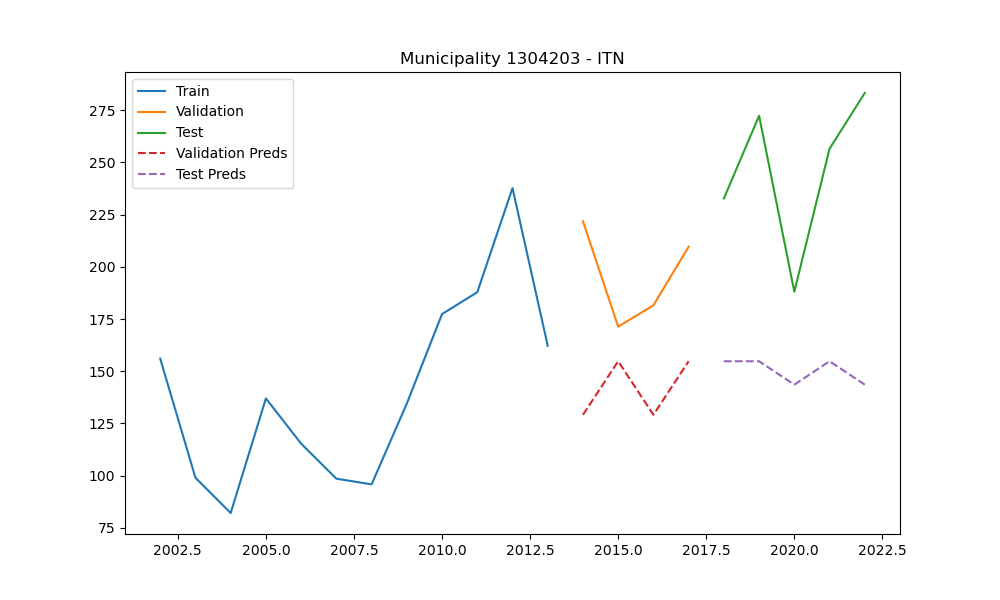 Municipality 1304203 - ITN
Train
Validation
Test
Validation Preds
Test Preds
275
250
225
200
175
150
125
100
75
2002.5 2005.0 2007.5 2010.0 2012.5 2015.0 2017.5 2020.0 2022.5